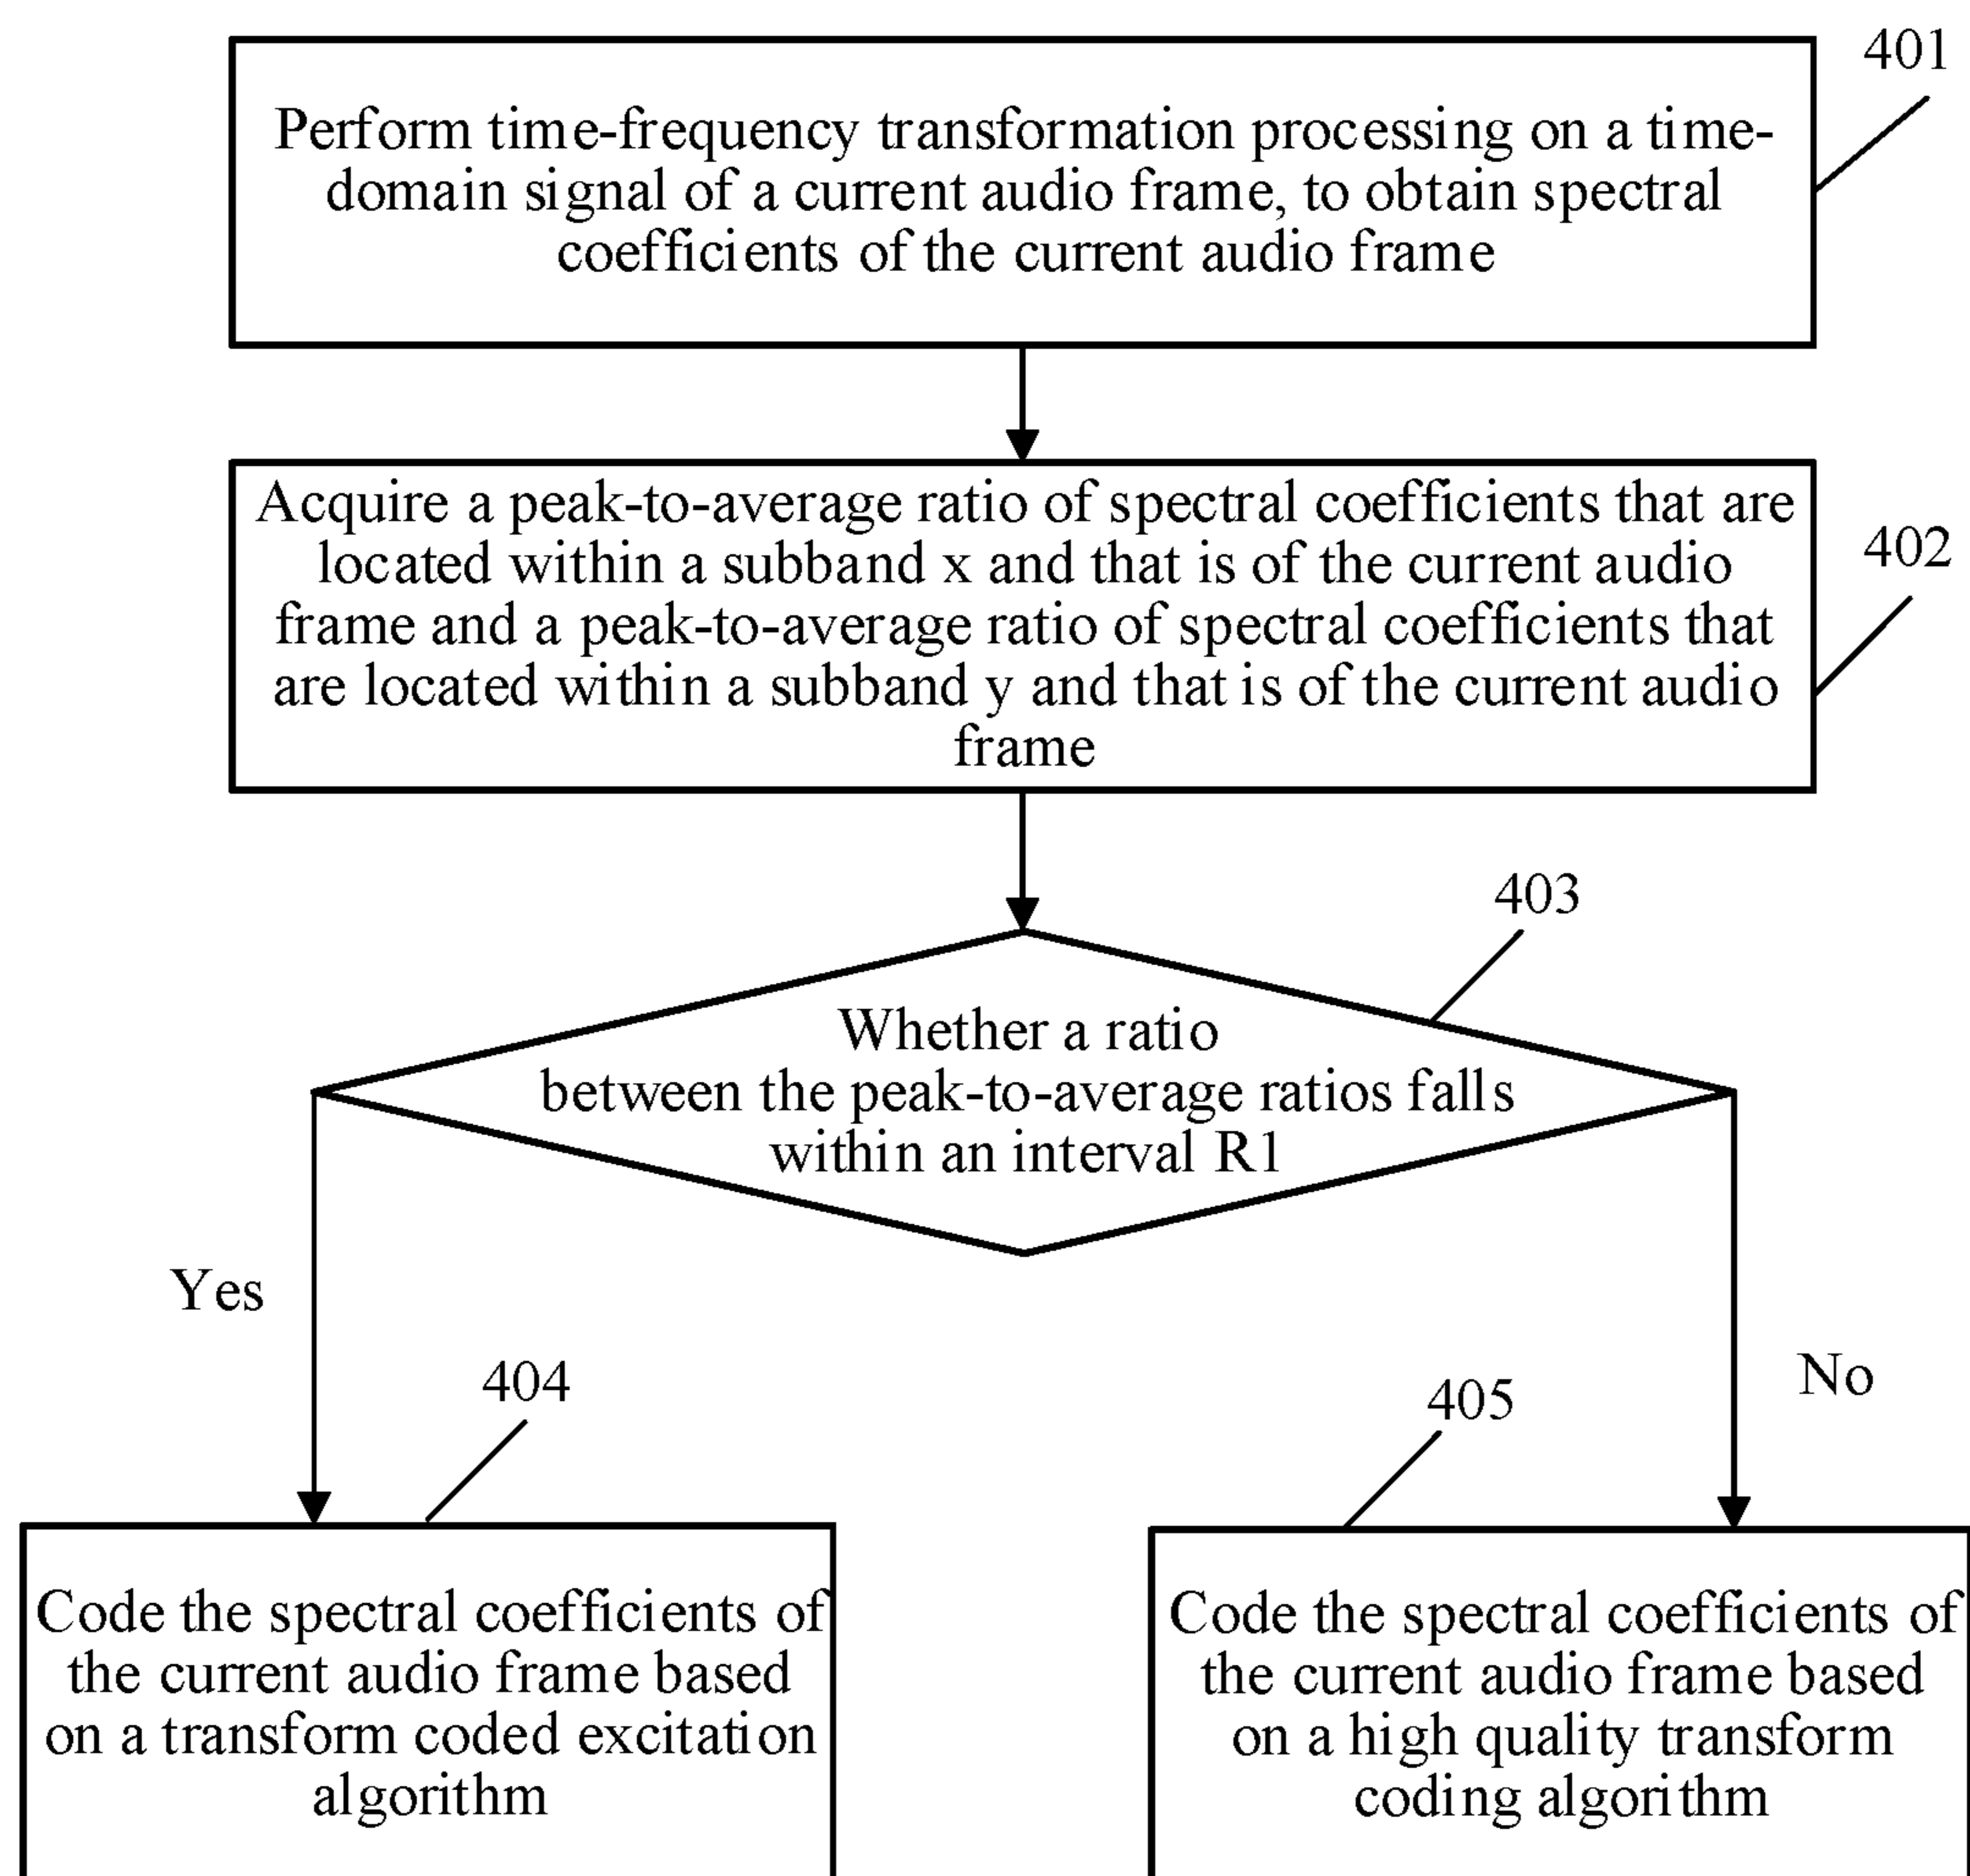 401
Perform time-frequency transformation processing on a time-
domain signal of a current audio frame, to obtain spectral
coefficients of the current audio frame
Acquire a peak-to-average ratio of spectral coefficients that are
located within a subband x and that is of the current audio
frame and a peak-to-average ratio of spectral coefficients that
are located within a subband y and that is of the current audio
frame
402
403
Whether a ratio
between the peak-to-average ratios falls
within an interval R1
Yes
No
404
405
Code the spectral coefficients of
the current audio frame based
on a transform coded excitation
algorithm
Code the spectral coefficients of
the current audio frame based
on a high quality transform
coding algorithm